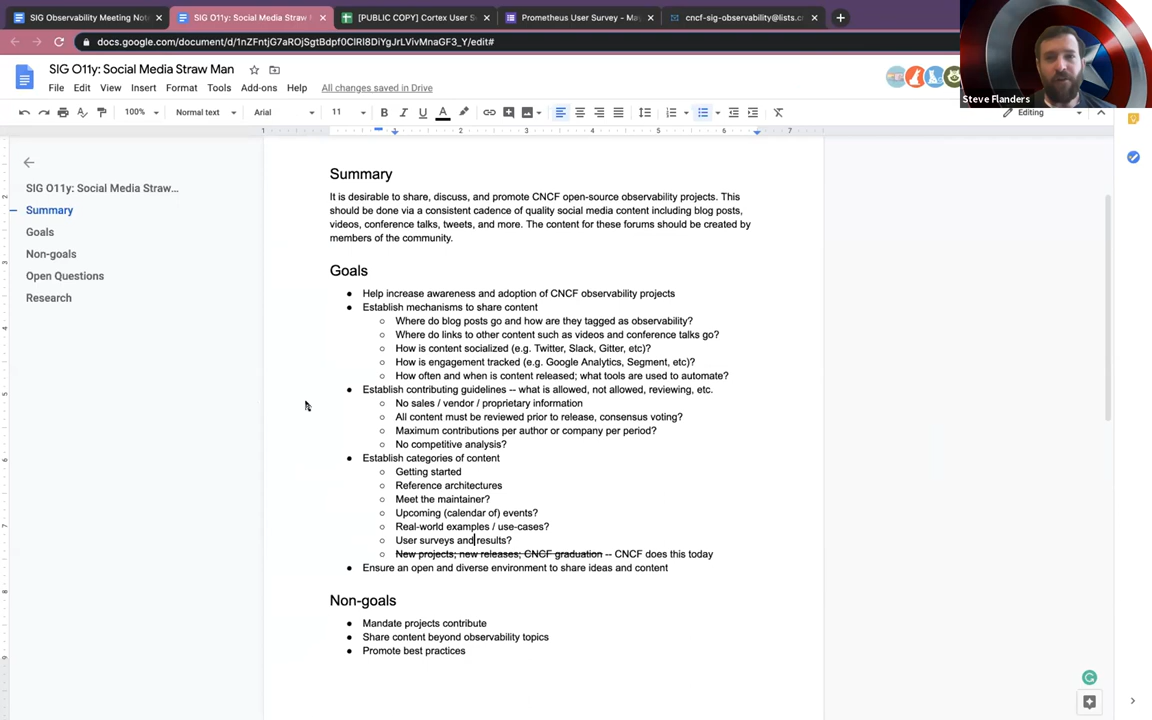 SIG Observability Meeting Not
SIG O11y: Social Media Straw
[PUBLIC COPY] Cortex User S
Prometheus User Survey - Ma
cncf-sig-observability@lists.c
docs.google.com/document/d/1nZFntjG7aROjSgtBdpf0ClRI8DiYgJrLVivMnaGF3_Y/edit#
SIG O11y: Social Media Straw Man
File Edit View Insert Format Tools Add-ons Help All changes saved in Drive
100% Normal text Arial 11 Editing
1 1 2 3 4 5 6 7
Steve Flanders
SIG O11y: Social Media Straw...
Summary
Goals
Non-goals
Open Questions
Research
Summary
It is desirable to share, discuss, and promote CNCF open-source observability projects. This
should be done via a consistent cadence of quality social media content including blog posts,
videos, conference talks, tweets, and more. The content for these forums should be created by
members of the community.
Goals
Help increase awareness and adoption of CNCF observability projects
Establish mechanisms to share content
Where do blog posts go and how are they tagged as observability?
Where do links to other content such as videos and conference talks go?
How is content socialized (e.g. Twitter, Slack, Gitter, etc)?
How is engagement tracked (e.g. Google Analytics, Segment, etc)?
How often and when is content released; what tools are used to automate?
Establish contributing guidelines -- what is allowed, not allowed, reviewing, etc.
No sales / vendor / proprietary information
All content must be reviewed prior to release, consensus voting?
Maximum contributions per author or company per period?
No competitive analysis?
Establish categories of content
Getting started
Reference architectures
Meet the maintainer?
Upcoming (calendar of) events?
Real-world examples / use-cases?
User surveys and results?
New projects; new releases; CNCF graduation -- CNCF does this today
Ensure an open and diverse environment to share ideas and content
Non-goals
Mandate projects contribute
Share content beyond observability topics
Promote best practices